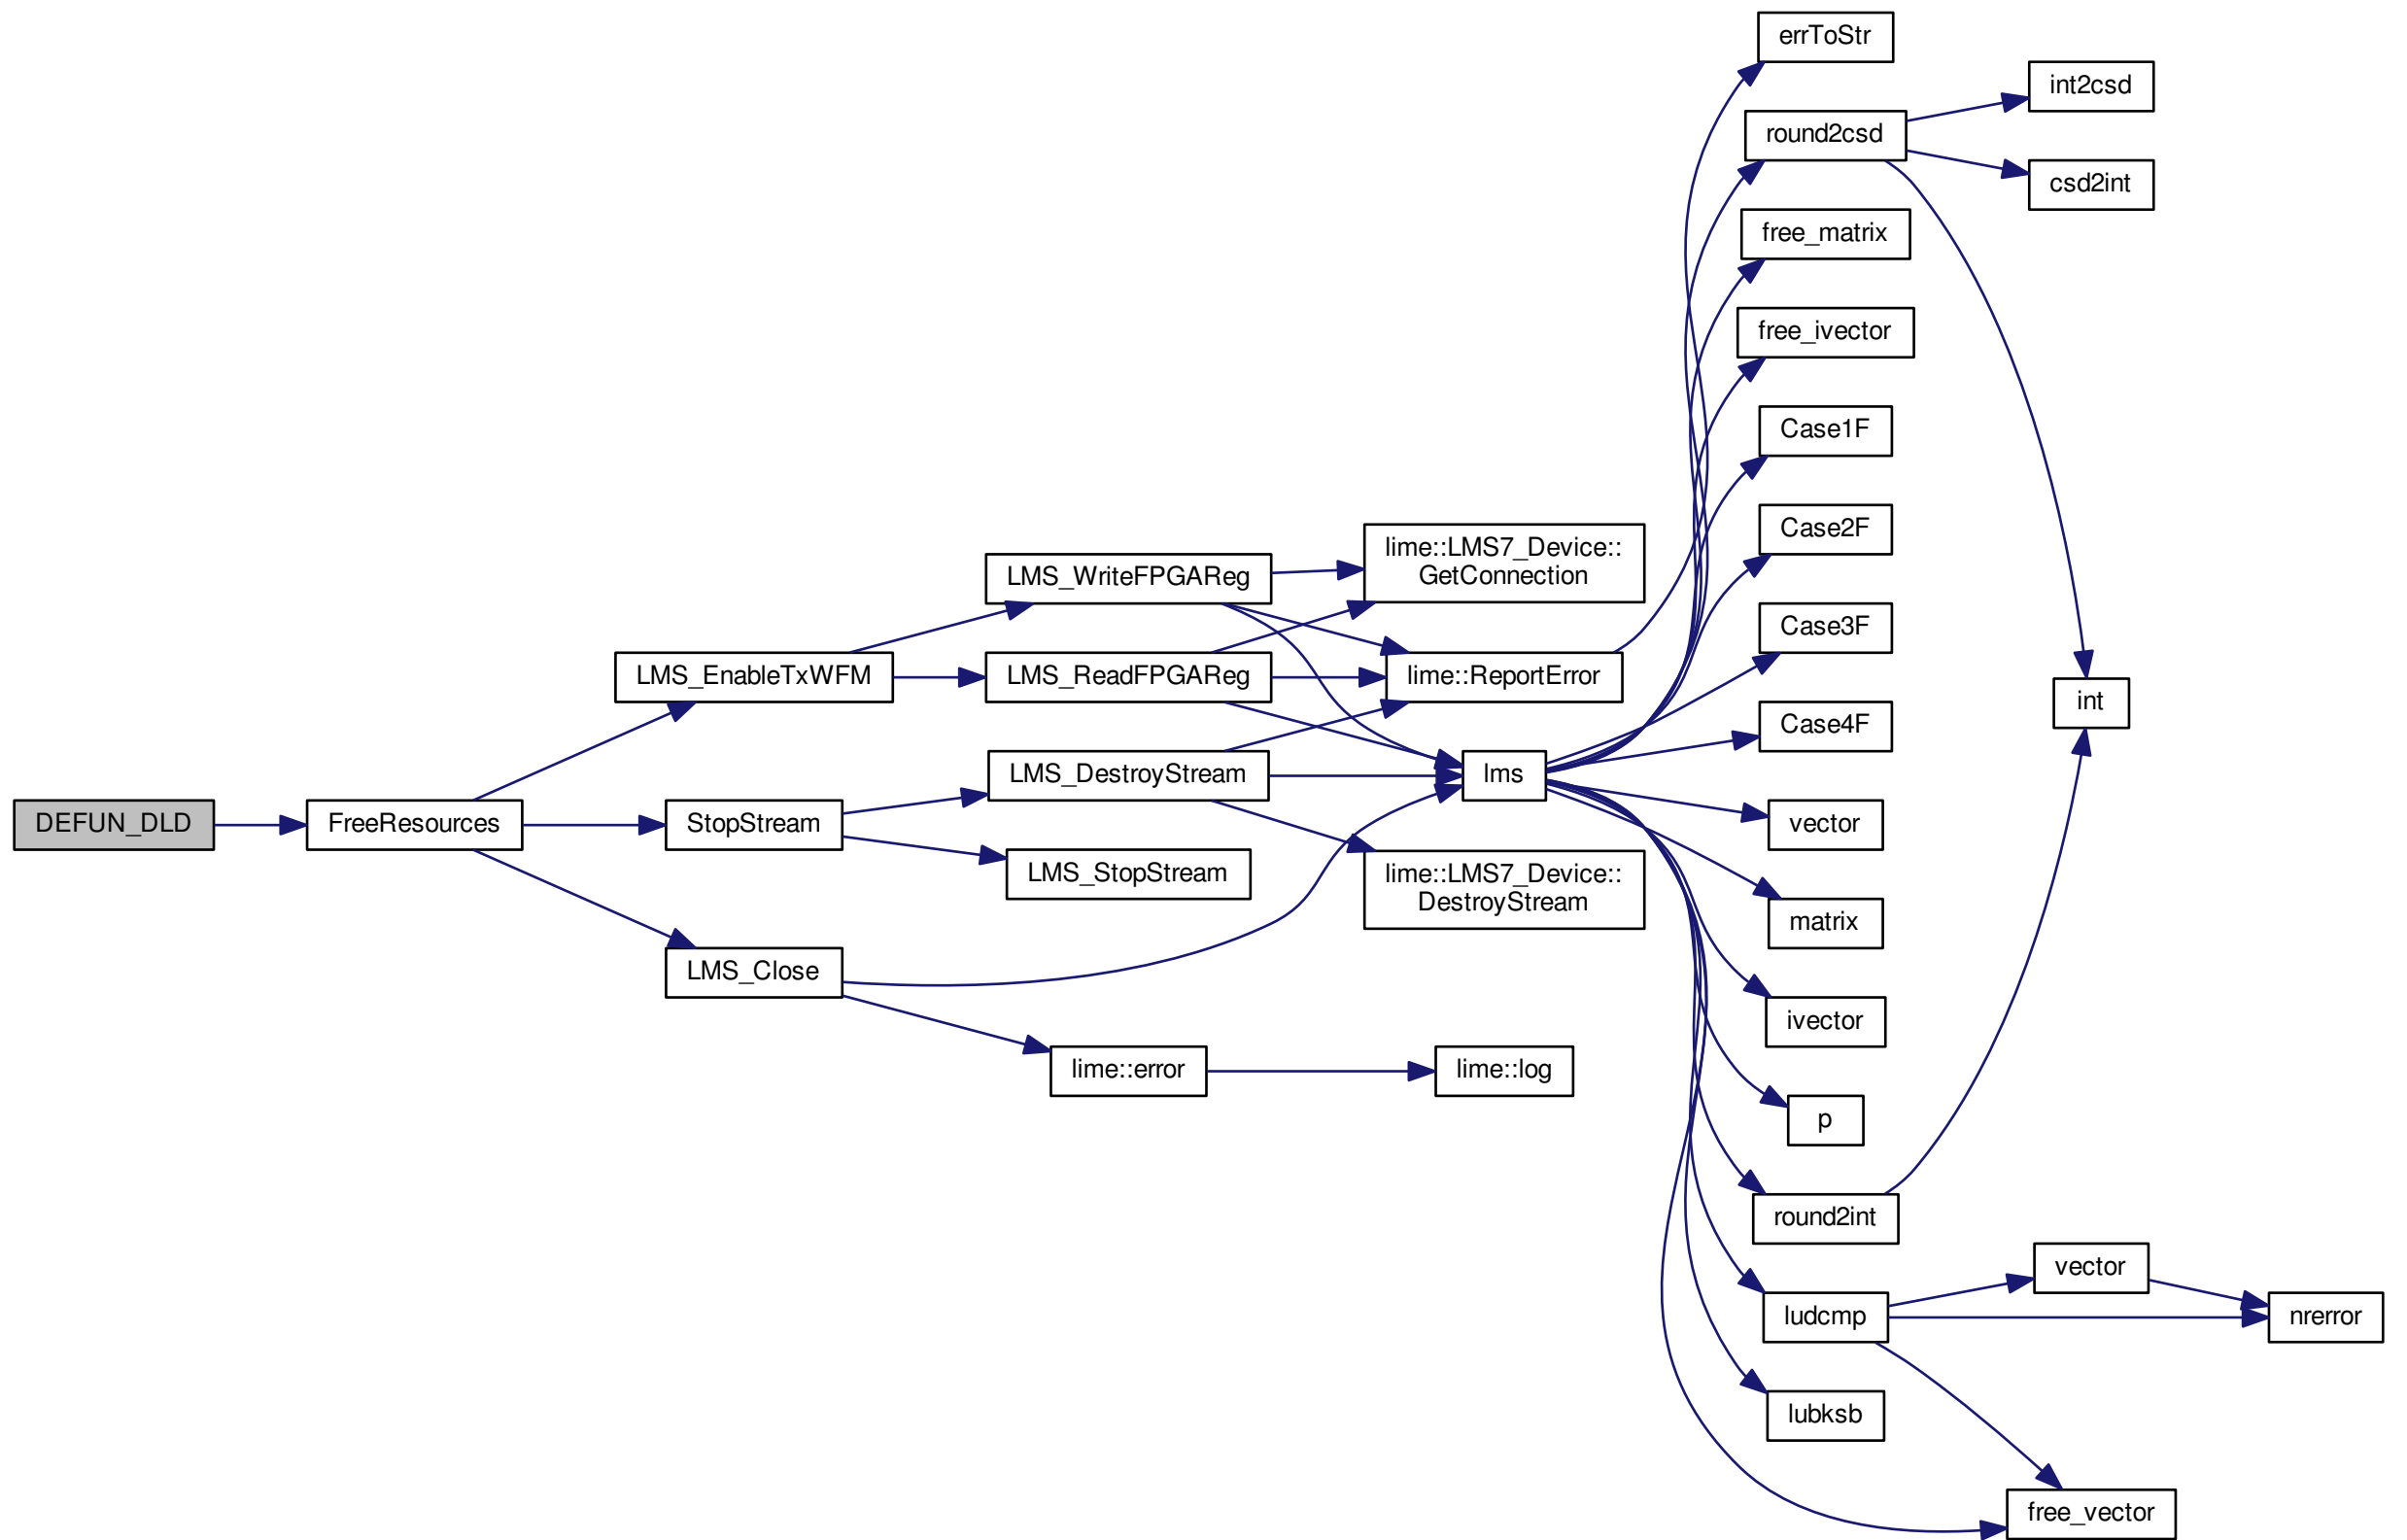 errToStr
int2csd
round2csd
csd2int
free_matrix
free_ivector
Case1F
Case2F
lime::LMS7_Device::
GetConnection
LMS_WriteFPGAReg
Case3F
LMS_EnableTxWFM
LMS_ReadFPGAReg
lime::ReportError
int
Case4F
LMS_DestroyStream
lms
DEFUN_DLD
FreeResources
StopStream
vector
LMS_StopStream
lime::LMS7_Device::
DestroyStream
matrix
LMS_Close
ivector
lime::error
lime::log
p
round2int
vector
ludcmp
nrerror
lubksb
free_vector